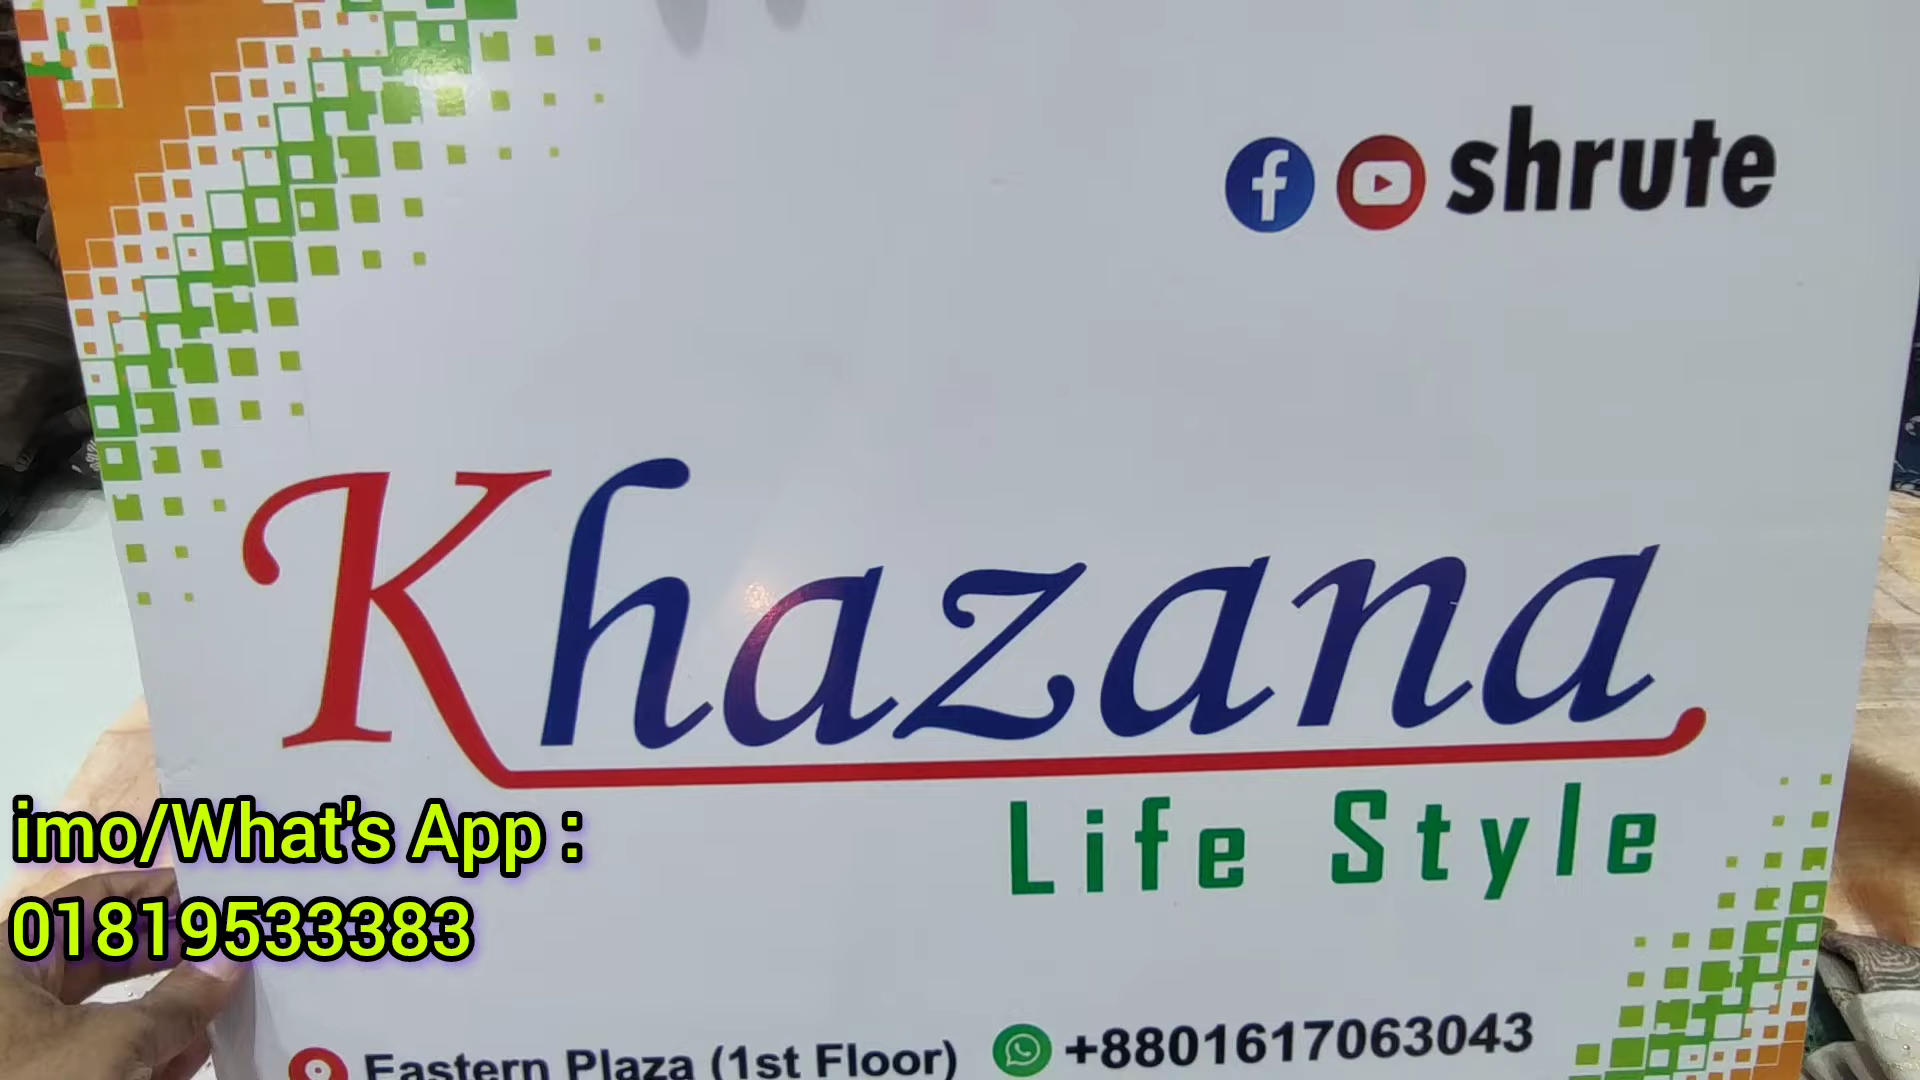 shrute
Khazana
Life Style
imo/What's App :
01819533383
Eastern Plaza (1st Floor)
+8801617063043